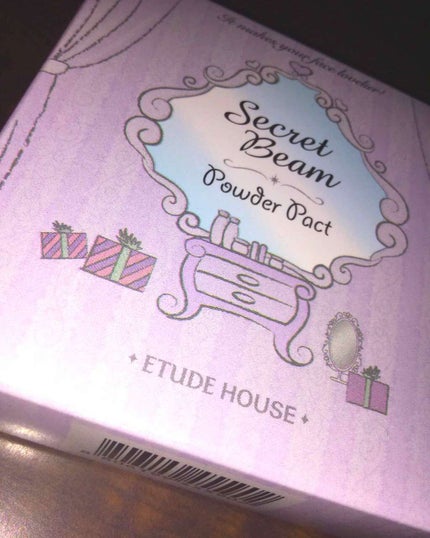 It makes your face lovelier!
Secret
Beam
Powder Pact
ETUDE HOUSE